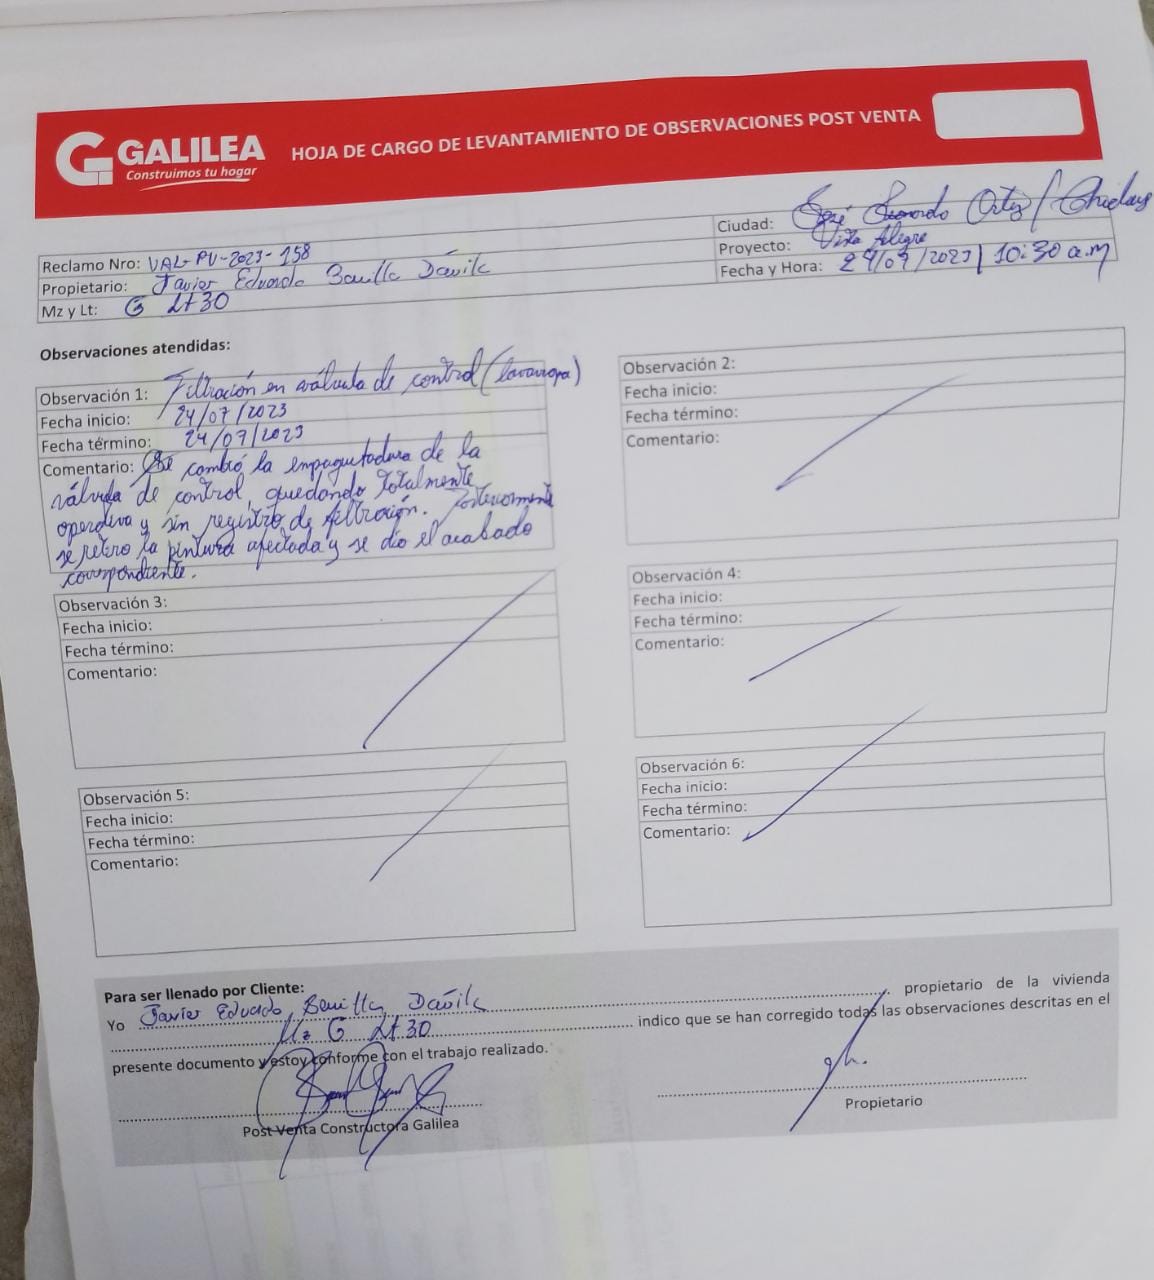 GALILEA
Construimos tu hogar
HOJA DE CARGO DE LEVANTAMIENTO DE OBSERVACIONES POST VENTA
Reclamo Nro: VAL-PV-2023-158
Propietario: Javier Eduardo Dávila
Mz y Lt: G Lt 30
Ciudad: José Leonardo Ortiz / Chiclayo
Proyecto: Villa Alegre
Fecha y Hora: 24/07/2023 | 10:30 a.m
Observaciones atendidas:
Observación 1: Filtración en válvula de control (lavaropa)
Fecha inicio: 24/07/2023
Fecha término: 24/07/2023
Comentario: Se cambió la empaquetadura de la
válvula de control, quedando totalmente
operativa y sin registro de filtración. Posteriormente
se retiro la pintura afectada y se dio el acabado
correspondiente.
Observación 2:
Fecha inicio:
Fecha término:
Comentario:
Observación 3:
Fecha inicio:
Fecha término:
Comentario:
Observación 4:
Fecha inicio:
Fecha término:
Comentario:
Observación 5:
Fecha inicio:
Fecha término:
Comentario:
Observación 6:
Fecha inicio:
Fecha término:
Comentario:
Para ser llenado por Cliente:
Yo Javier Eduardo Dávila propietario de la vivienda
Mz G Lt 30 indico que se han corregido todas las observaciones descritas en el
presente documento y estoy conforme con el trabajo realizado.
Post Venta Constructora Galilea
Propietario